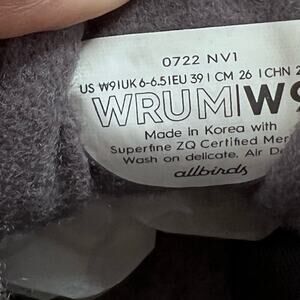 0722 NV1
US W9|UK 6-6.5|EU 39|CM 26|CHN
WRUM|W9
Made in Korea with
Superfine ZQ Certified
Wash on delicate. Air
allbirds